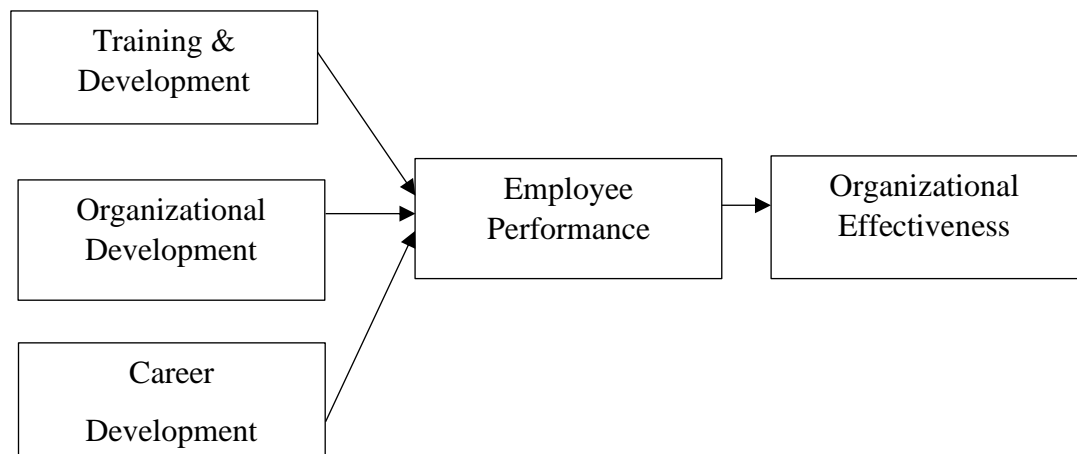 Training &
Development
Organizational
Development
Career
Development
Employee
Performance
Organizational
Effectiveness